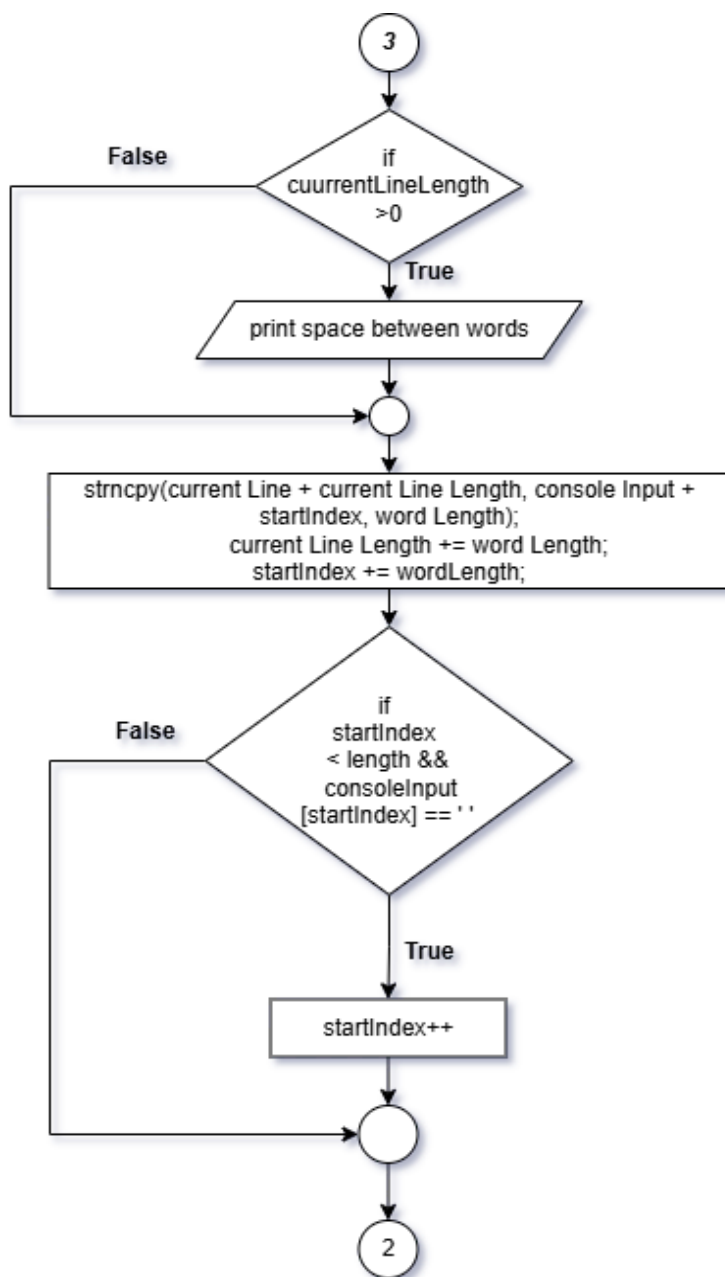 3
False
if
cuurrentLineLength
>0
True
print space between words
strncpy(current Line + current Line Length, console Input +
startIndex, word Length);
current Line Length += word Length;
startIndex += wordLength;
False
if
startIndex
< length &&
consoleInput
[startIndex] == ' '
True
startIndex++
2